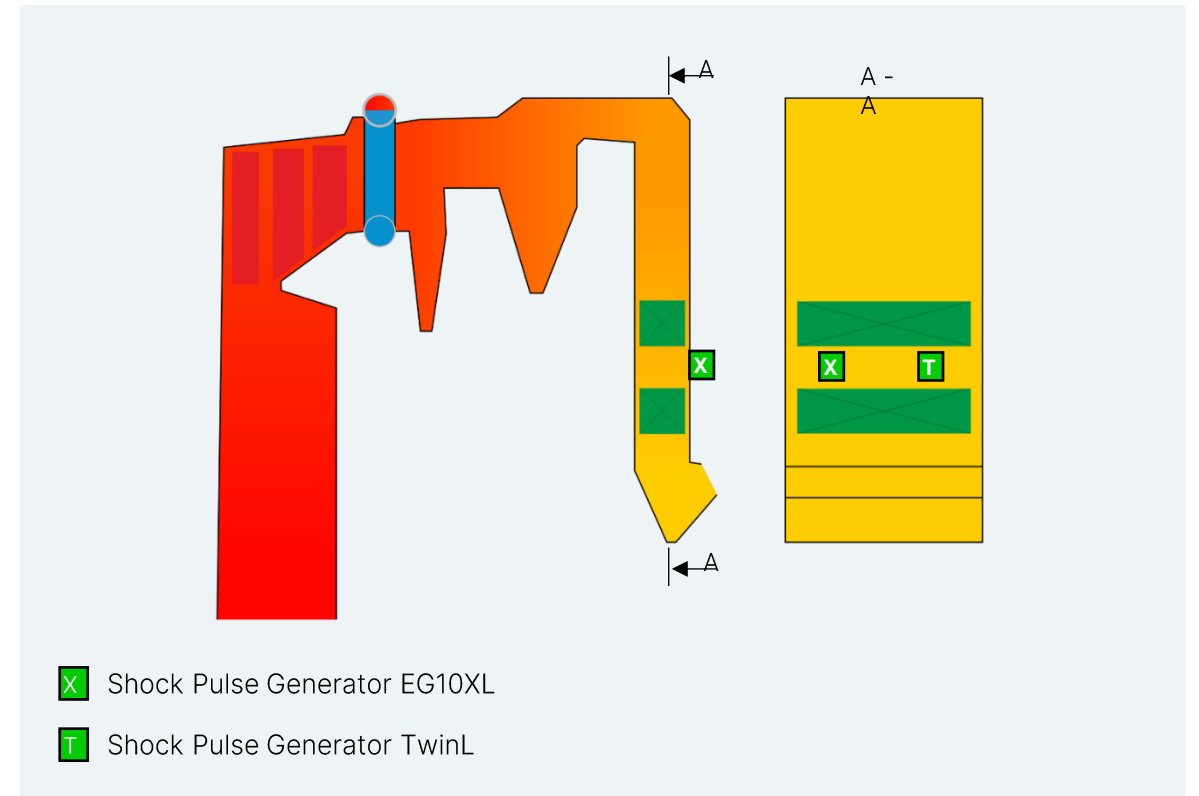 A
A -
A
X
X
T
A
X Shock Pulse Generator EG10XL
T Shock Pulse Generator TwinL